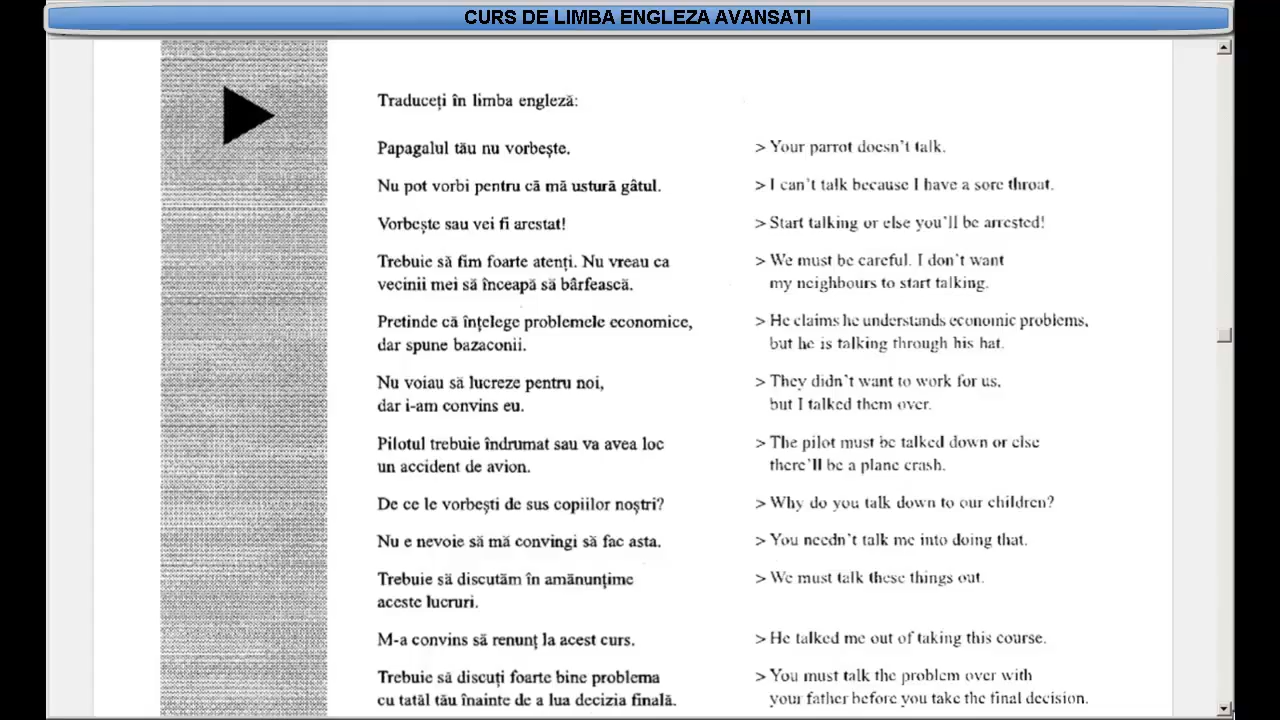 CURS DE LIMBA ENGLEZA AVANSATI
Traduceți în limba engleză:
Papagalul tău nu vorbește.
> Your parrot doesn't talk.
Nu pot vorbi pentru că mă ustură gâtul.
> I can't talk because I have a sore throat.
Vorbește sau vei fi arestat!
> Start talking or else you'll be arrested!
Trebuie să fim foarte atenți. Nu vreau ca
vecinii mei să înceapă să bârfească.
> We must be careful. I don't want
my neighbours to start talking.
Pretinde că înțelege problemele economice,
dar spune bazaconii.
> He claims he understands economic problems,
but he is talking through his hat.
Nu voiau să lucreze pentru noi,
dar i-am convins eu.
> They didn't want to work for us,
but I talked them over.
Pilotul trebuie îndrumat sau va avea loc
un accident de avion.
> The pilot must be talked down or else
there'll be a plane crash.
De ce le vorbești de sus copiilor noștri?
> Why do you talk down to our children?
Nu e nevoie să mă convingi să fac asta.
> You needn't talk me into doing that.
Trebuie să discutăm în amănunțime
aceste lucruri.
> We must talk these things out.
M-a convins să renunț la acest curs.
> He talked me out of taking this course.
Trebuie să discuți foarte bine problema
cu tatăl tău înainte de a lua decizia finală.
> You must talk the problem over with
your father before you take the final decision.